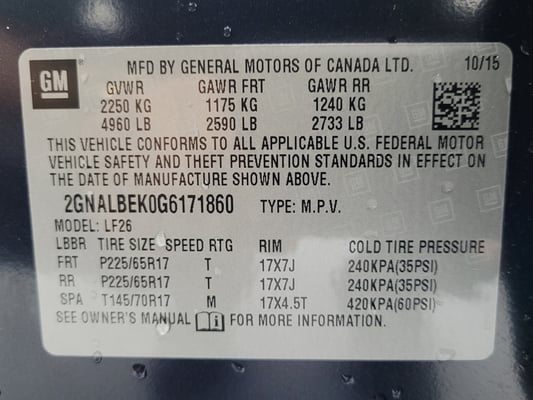 GM
MFD BY GENERAL MOTORS OF CANADA LTD. 10/15
GVWR GAWR FRT GAWR RR
2250 KG 1175 KG 1240 KG
4960 LB 2590 LB 2733 LB
THIS VEHICLE CONFORMS TO ALL APPLICABLE U.S. FEDERAL MOTOR
VEHICLE SAFETY AND THEFT PREVENTION STANDARDS IN EFFECT ON
THE DATE OF MANUFACTURE SHOWN ABOVE.
2GNALBEK0G6171860 TYPE: M.P.V.
MODEL: LF26
LBBR TIRE SIZE SPEED RTG RIM COLD TIRE PRESSURE
FRT P225/65R17 T 17X7J 240KPA(35PSI)
RR P225/65R17 T 17X7J 240KPA(35PSI)
SPA T145/70R17 M 17X4.5T 420KPA(60PSI)
SEE OWNER'S MANUAL FOR MORE INFORMATION.